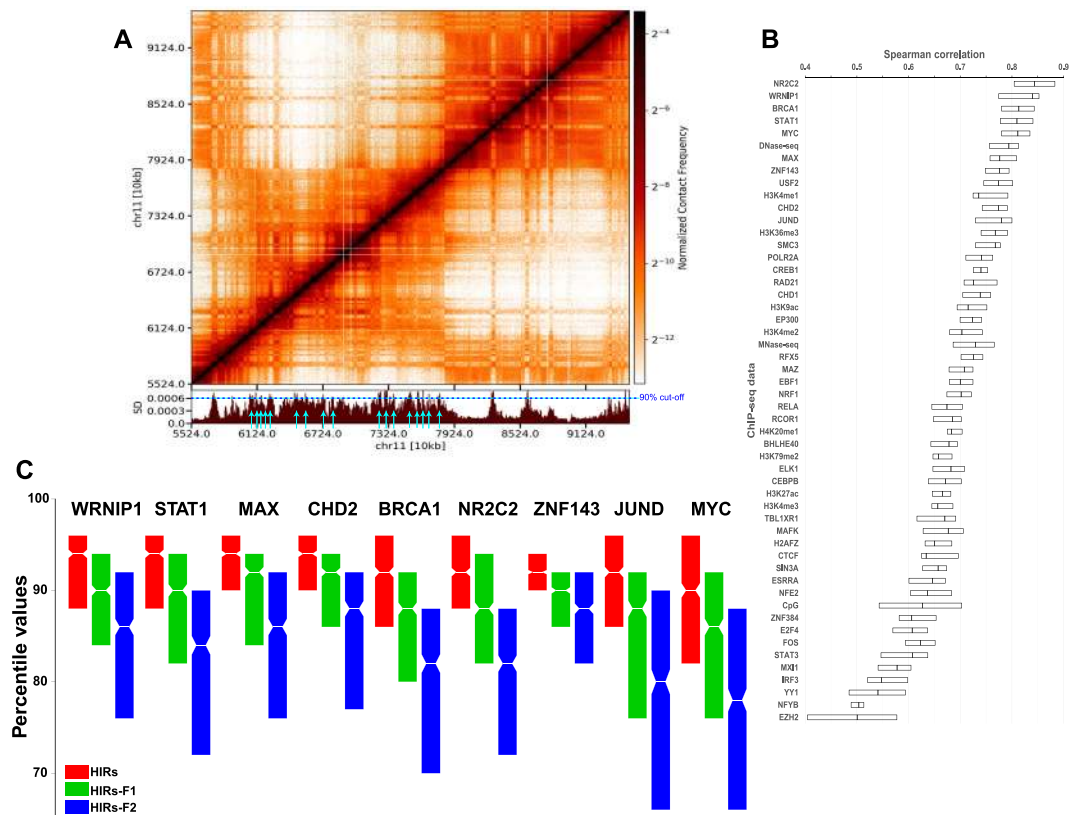 A
9124.0
8524.0
7924.0
7324.0
6724.0
6124.0
5524.0
chr11 [10kb]
2⁻⁴
2⁻⁶
2⁻⁸
2⁻¹⁰
2⁻¹²
Normalized Contact Frequency
0.0006
0.0003
0.0
SD
90% cut-off
5524.0 6124.0 6724.0 7324.0 7924.0 8524.0 9124.0
chr11 [10kb]
B
Spearman correlation
0.4 0.5 0.6 0.7 0.8 0.9
ChIP-seq data
NR2C2
WRNIP1
BRCA1
STAT1
MYC
DNase-seq
MAX
ZNF143
USF2
H3K4me1
CHD2
JUND
H3K36me3
SMC3
POLR2A
CREB1
RAD21
CHD1
H3K9ac
EP300
H3K4me2
MNase-seq
RFX5
MAZ
EBF1
NRF1
RELA
RCOR1
H4K20me1
BHLHE40
H3K79me2
ELK1
CEBPB
H3K27ac
H3K4me3
TBL1XR1
MAFK
H2AFZ
CTCF
SIN3A
ESRRA
NFE2
CpG
ZNF384
E2F4
FOS
STAT3
MXI1
IRF3
YY1
NFYB
EZH2
C
100
90
80
70
Percentile values
WRNIP1 STAT1 MAX CHD2 BRCA1 NR2C2 ZNF143 JUND MYC
HIRs
HIRs-F1
HIRs-F2